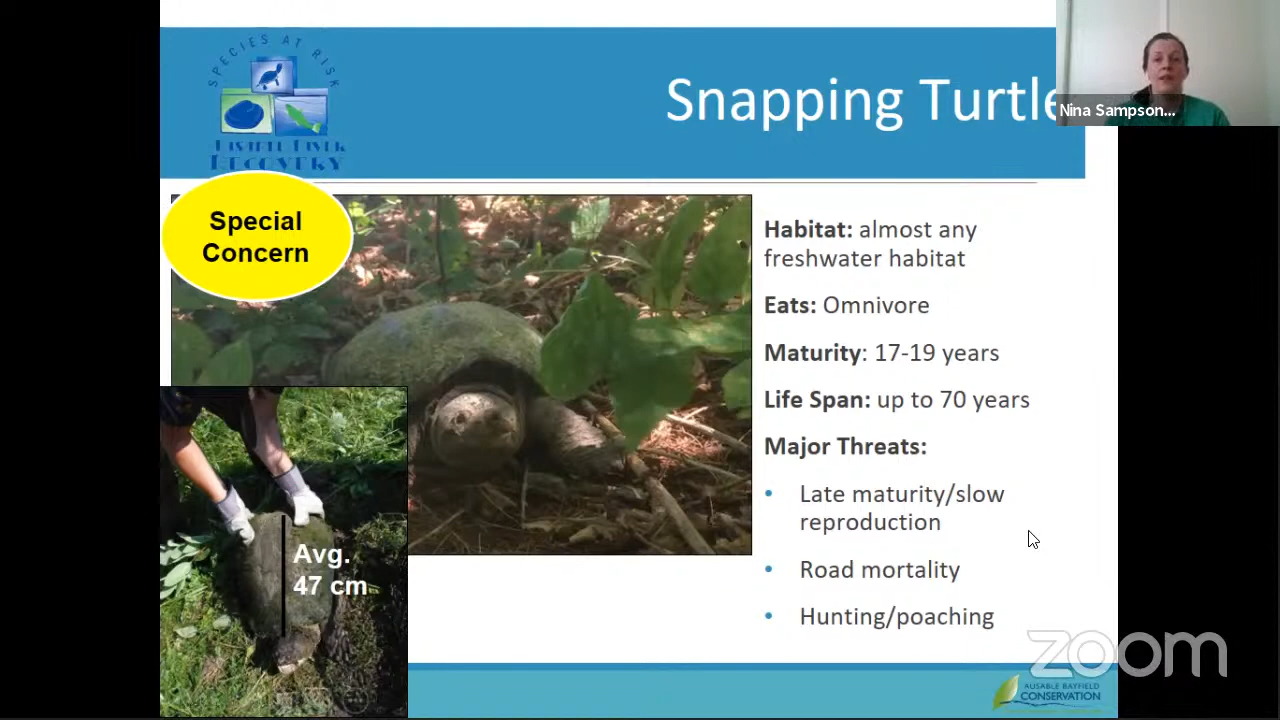 SPECIES AT RISK
RECOVERY
Snapping Turtle
Nina Sampson...
Special
Concern
Habitat: almost any
freshwater habitat
Eats: Omnivore
Maturity: 17-19 years
Life Span: up to 70 years
Major Threats:
• Late maturity/slow
reproduction
• Road mortality
• Hunting/poaching
Avg.
47 cm
zoom
AUSABLE BAYFIELD
CONSERVATION